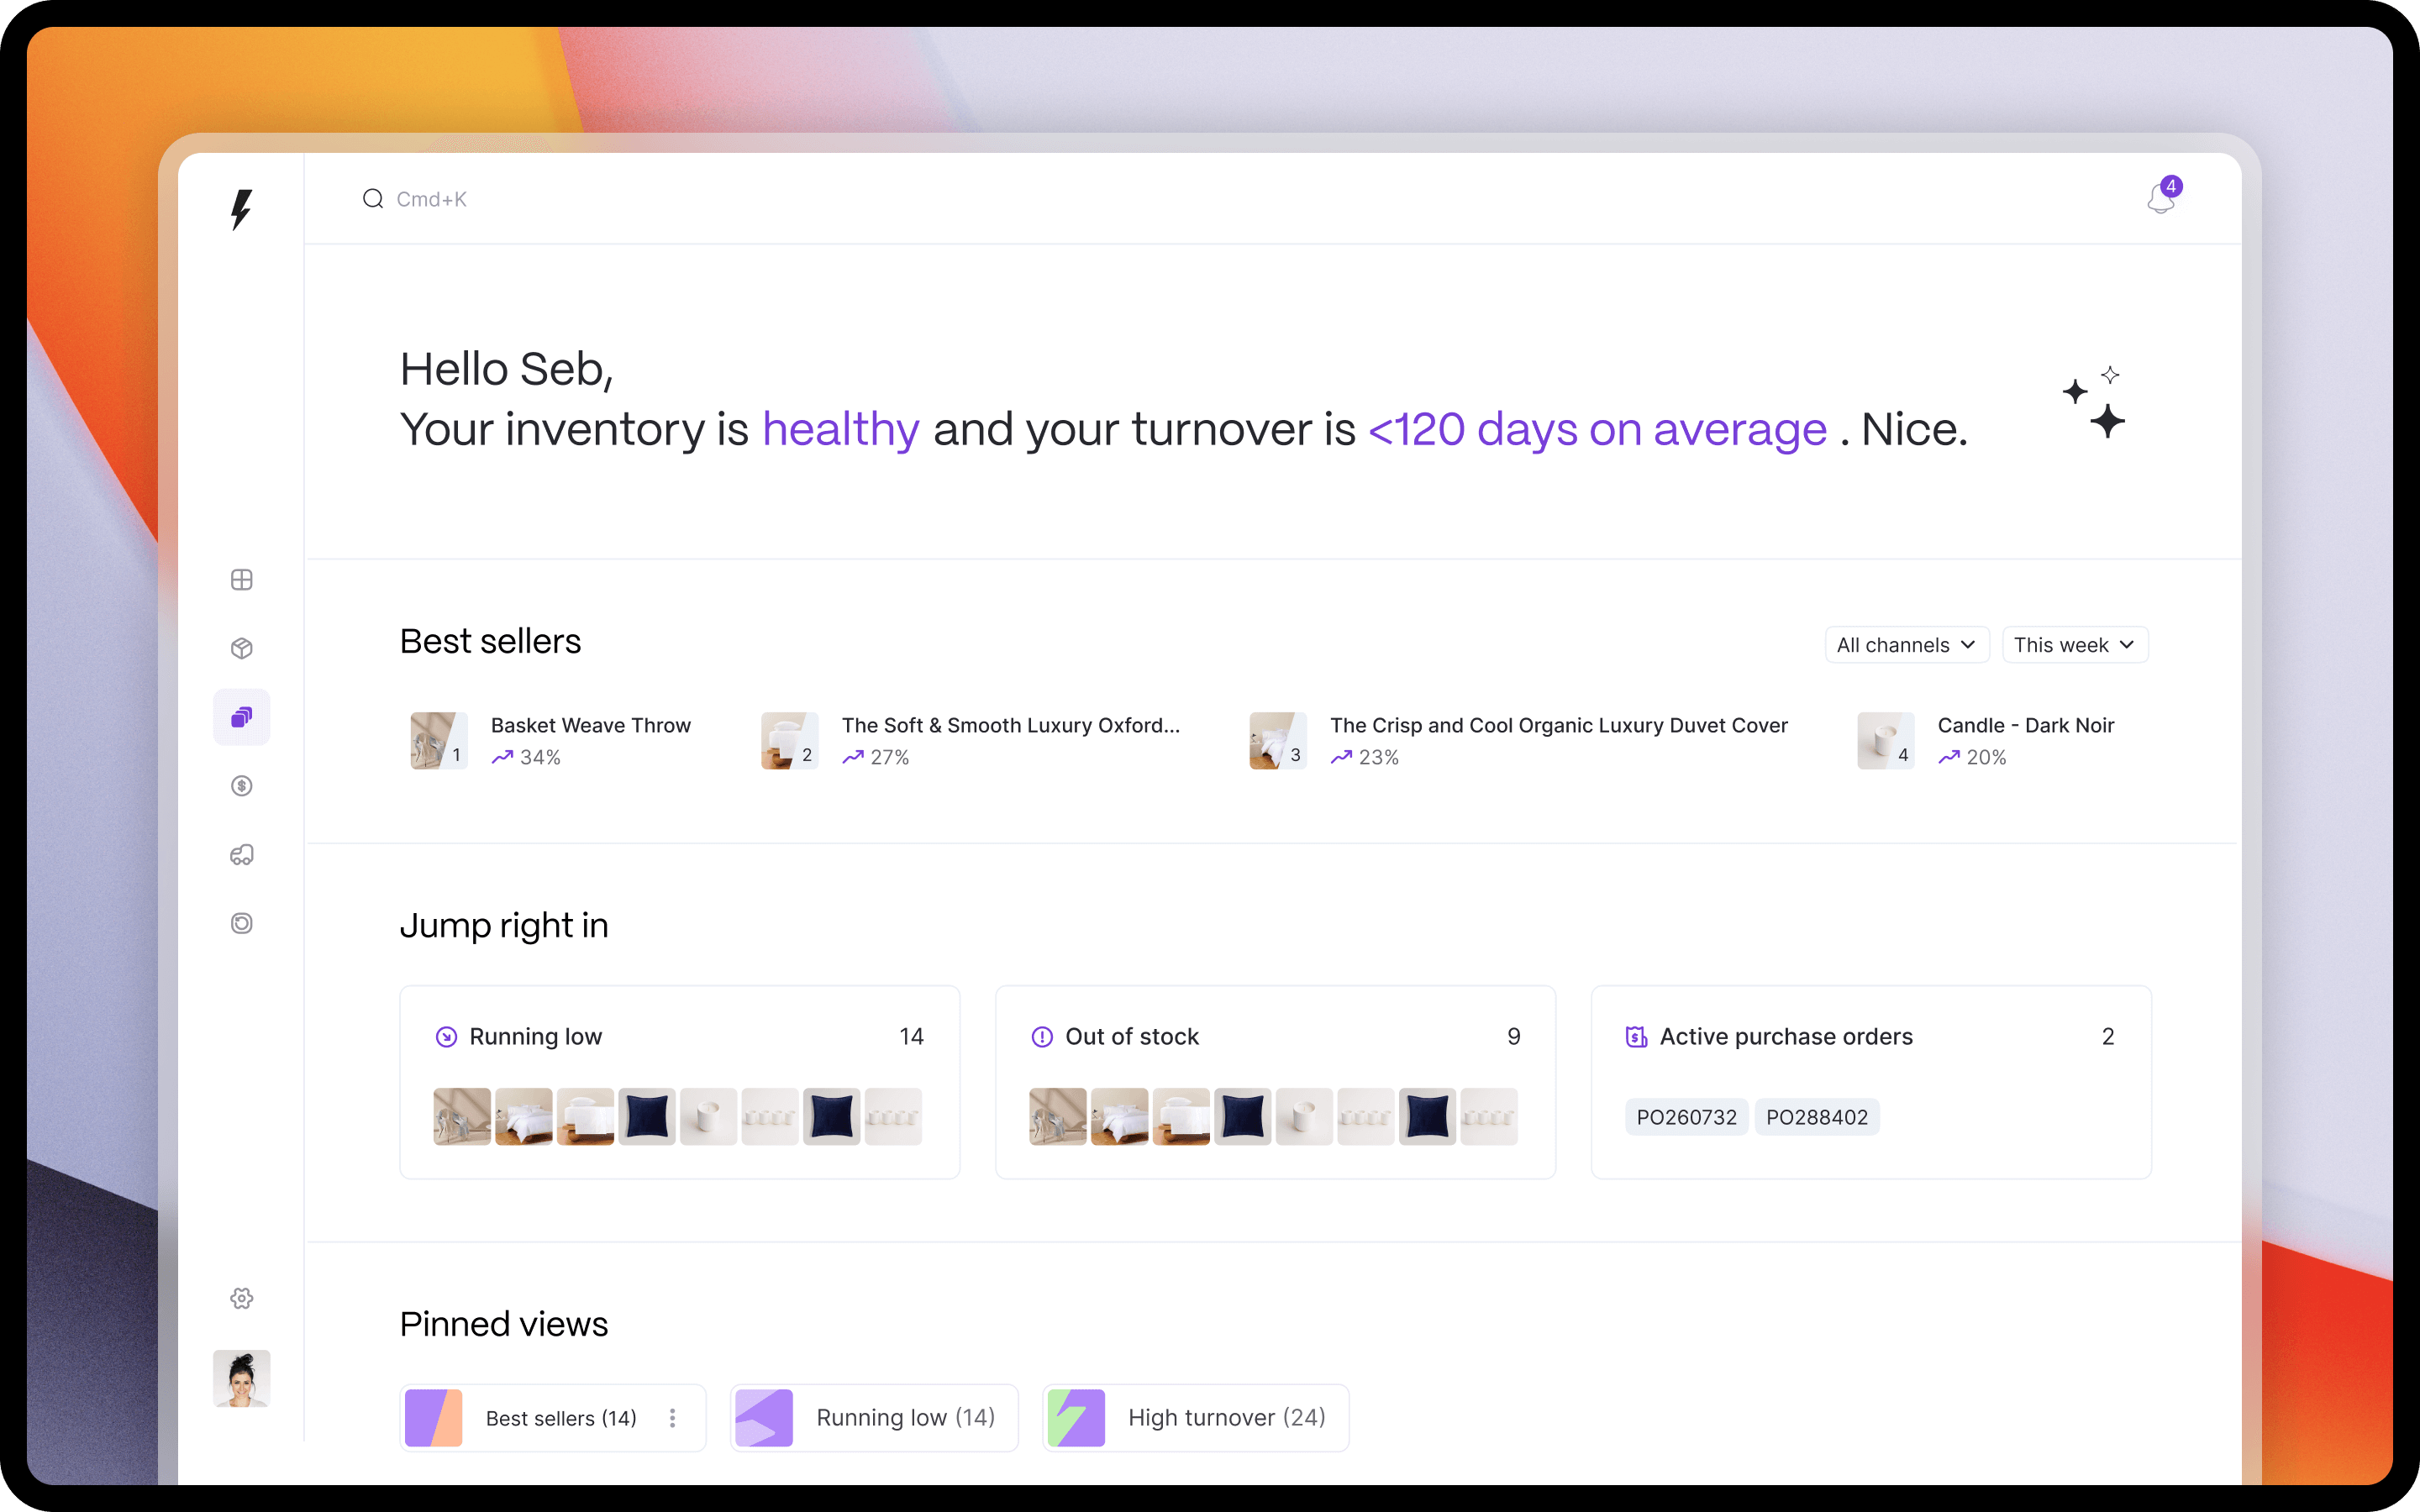 Cmd+K
4
Hello Seb,
Your inventory is healthy and your turnover is <120 days on average . Nice.
Best sellers
All channels
This week
1
Basket Weave Throw
34%
2
The Soft & Smooth Luxury Oxford...
27%
3
The Crisp and Cool Organic Luxury Duvet Cover
23%
4
Candle - Dark Noir
20%
Jump right in
Running low
14
Out of stock
9
Active purchase orders
2
PO260732
PO288402
Pinned views
Best sellers (14)
Running low (14)
High turnover (24)